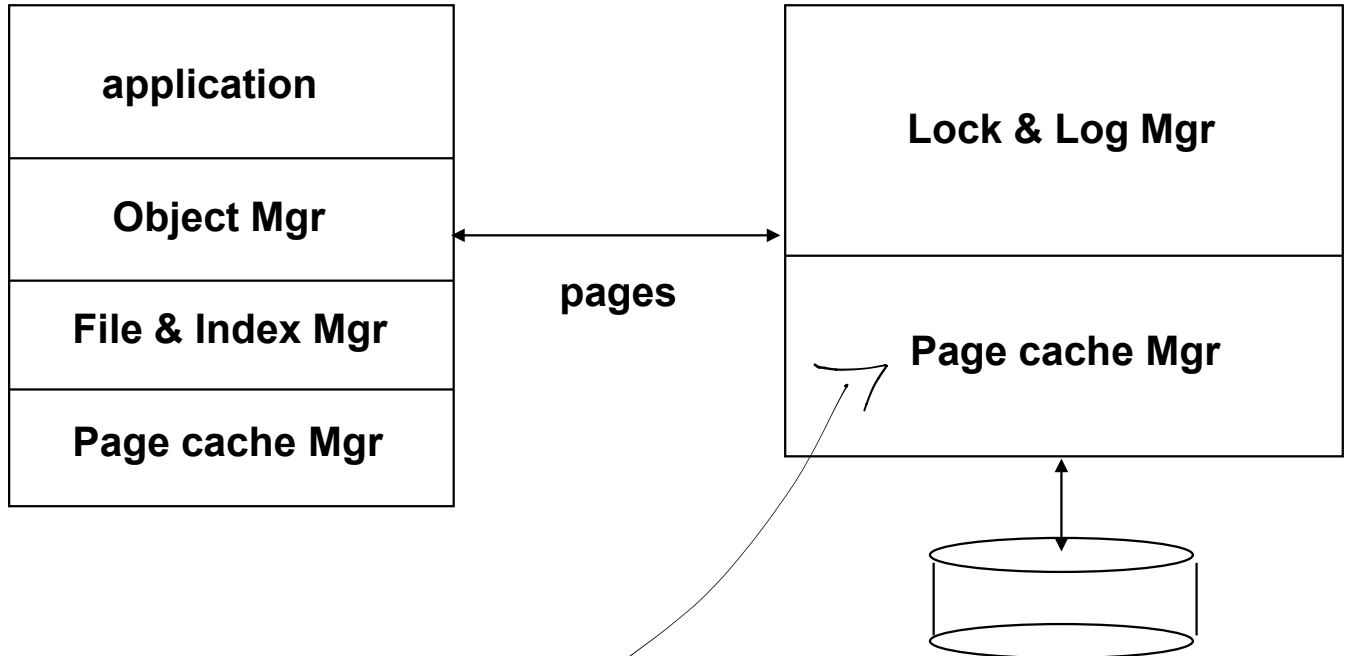 application
Object Mgr
File & Index Mgr
Page cache Mgr
pages
Lock & Log Mgr
Page cache Mgr